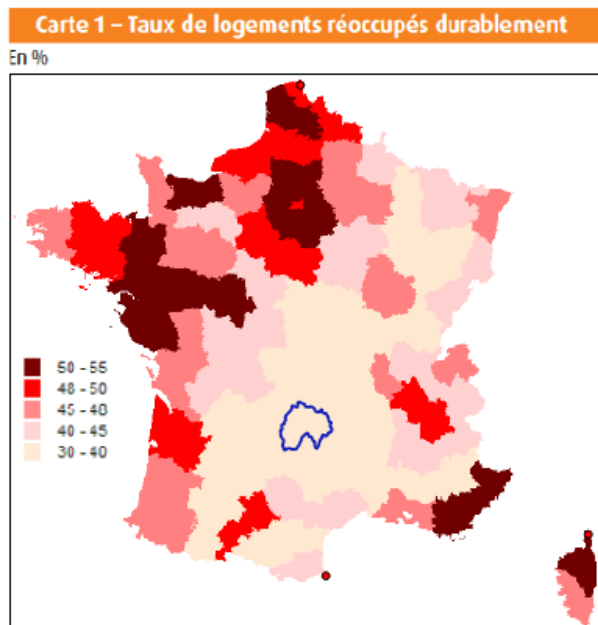 Carte 1 – Taux de logements réoccupés durablement
En %
50 - 55
48 - 50
45 - 48
40 - 45
30 - 40